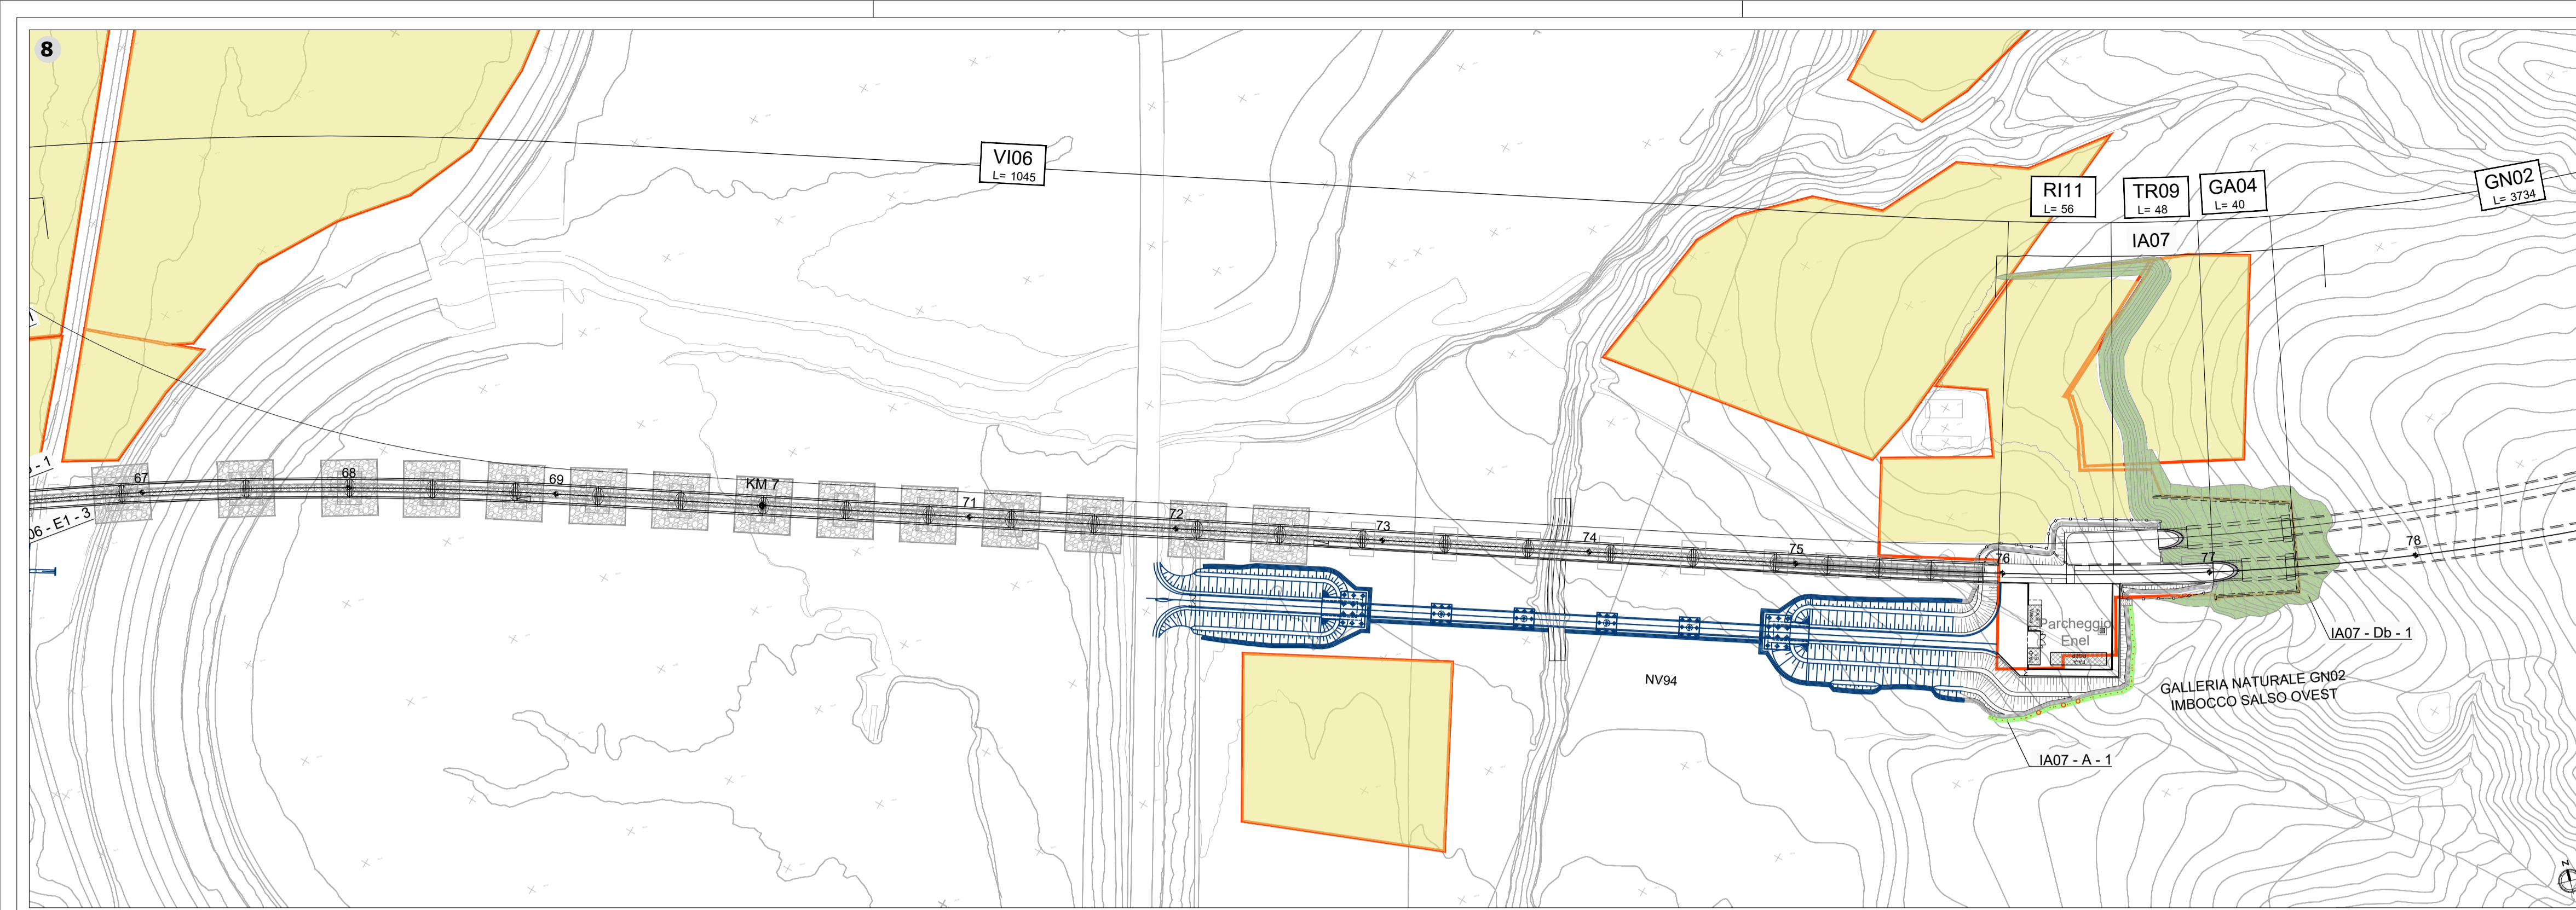 8
VI06
L= 1045
RI11
L= 56
TR09
L= 48
GA04
L= 40
GN02
L= 3734
IA07
- 1
67
68
69
KM 7
71
72
73
74
75
76
77
78
06 - E1 - 3
Parcheggio
Enel
IA07 - Db - 1
NV94
GALLERIA NATURALE GN02
IMBOCCO SALSO OVEST
IA07 - A - 1
N